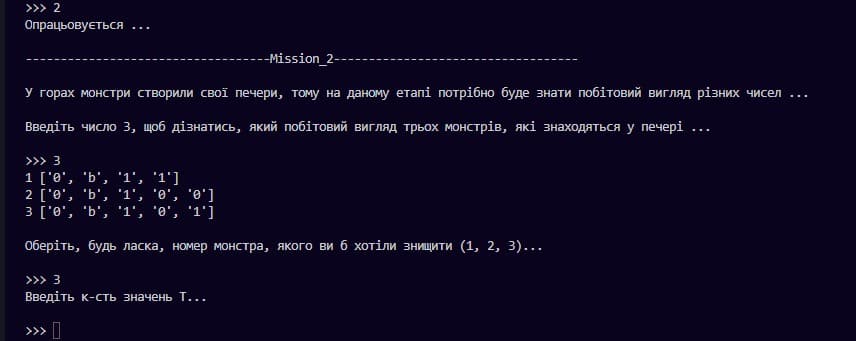 >>> 2
Опрацьовується ...
-----------------------------------Mission_2-----------------------------------
У горах монстри створили свої печери, тому на даному етапі потрібно буде знати побітовий вигляд різних чисел ...
Введіть число 3, щоб дізнатись, який побітовий вигляд трьох монстрів, які знаходяться у печері ...
>>> 3
1 ['0', 'b', '1', '1']
2 ['0', 'b', '1', '0', '0']
3 ['0', 'b', '1', '0', '1']
Оберіть, будь ласка, номер монстра, якого ви б хотіли знищити (1, 2, 3)...
>>> 3
Введіть к-сть значень Т...
>>>